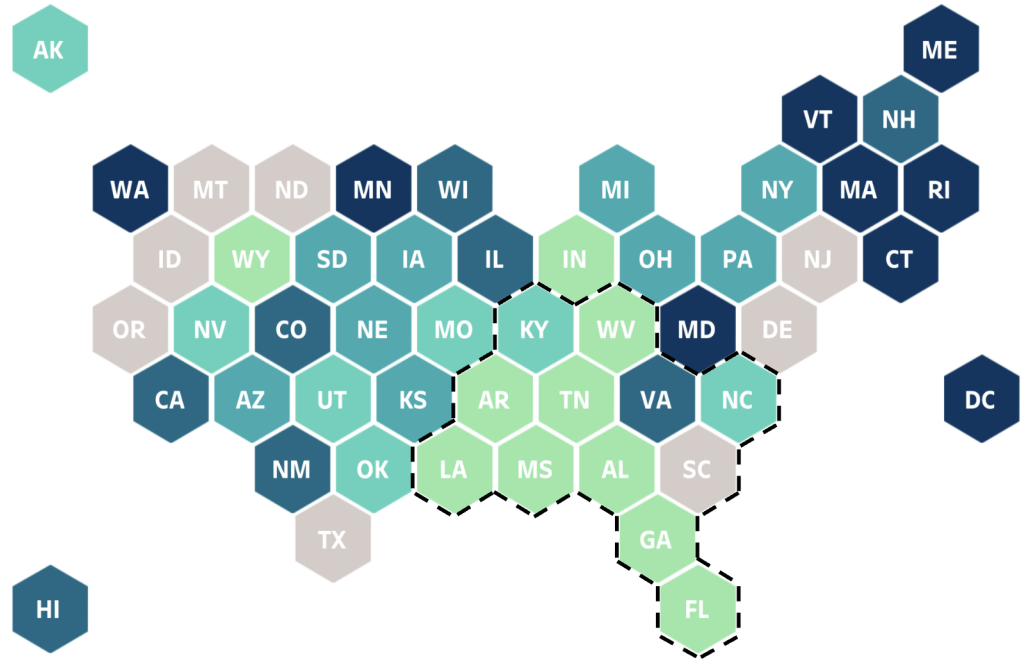 AK ME
VT NH
WA MT ND MN WI MI NY MA RI
ID WY SD IA IL IN OH PA NJ CT
OR NV CO NE MO KY WV MD DE
CA AZ UT KS AR TN VA NC DC
NM OK LA MS AL SC
TX GA
HI FL